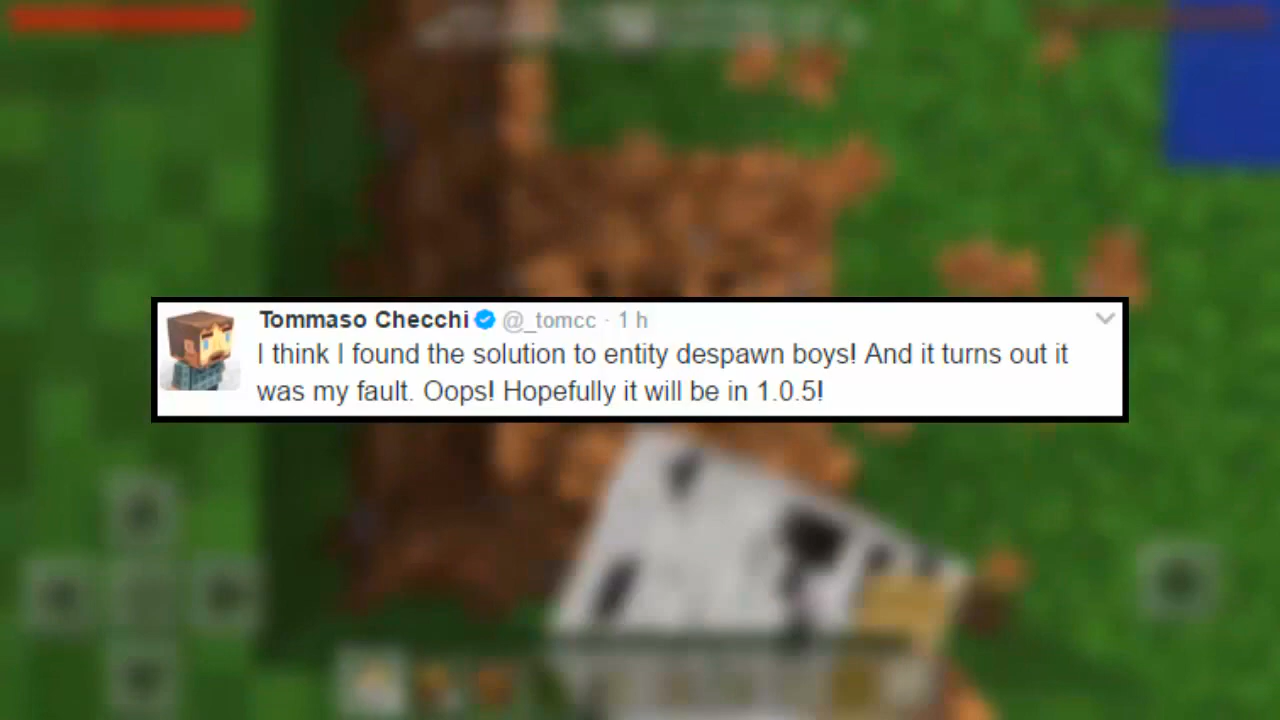 Tommaso Checchi @_tomcc · 1 h
I think I found the solution to entity despawn boys! And it turns out it
was my fault. Oops! Hopefully it will be in 1.0.5!